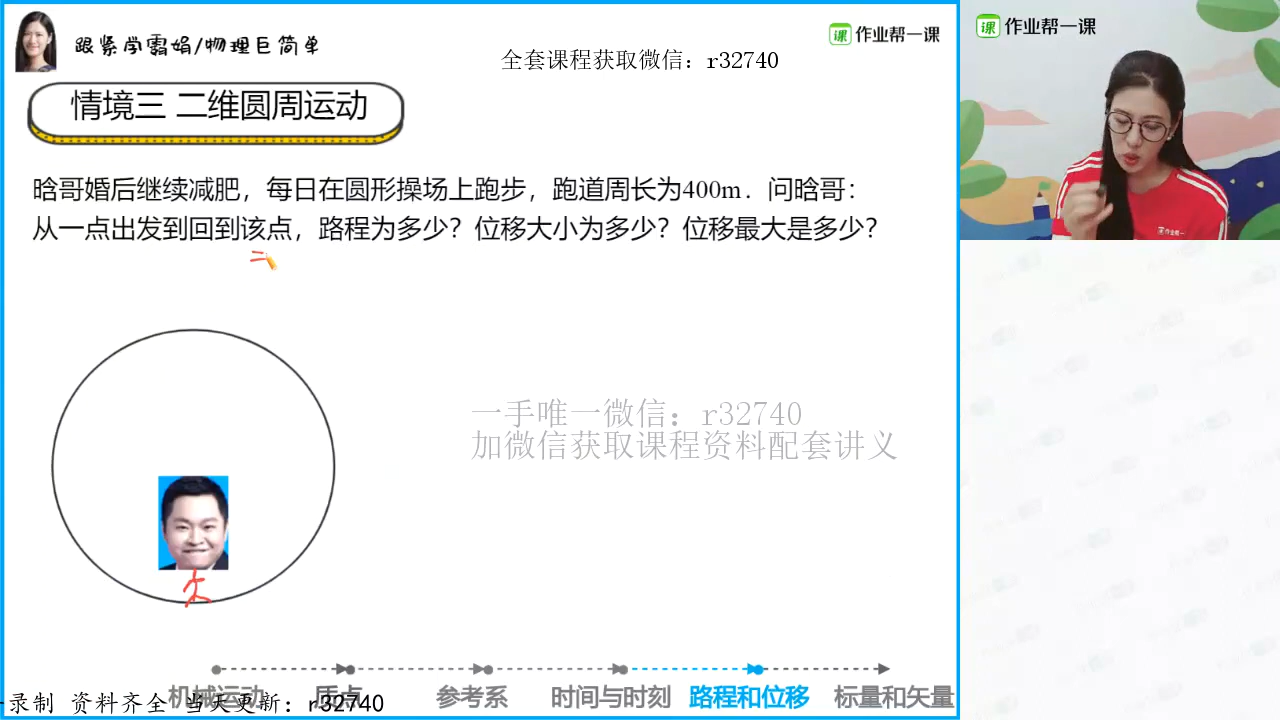 跟紧学霸娟/物理巨简单
课 作业帮一课
课 作业帮一课
全套课程获取微信：r32740
情境三 二维圆周运动
晗哥婚后继续减肥，每日在圆形操场上跑步，跑道周长为400m．问晗哥：
从一点出发到回到该点，路程为多少？位移大小为多少？位移最大是多少？
课作业帮一
一手唯一微信：r32740
加微信获取课程资料配套讲义
机械运动 质点 参考系 时间与时刻 路程和位移 标量和矢量
录制 资料齐全 当天更新：r32740